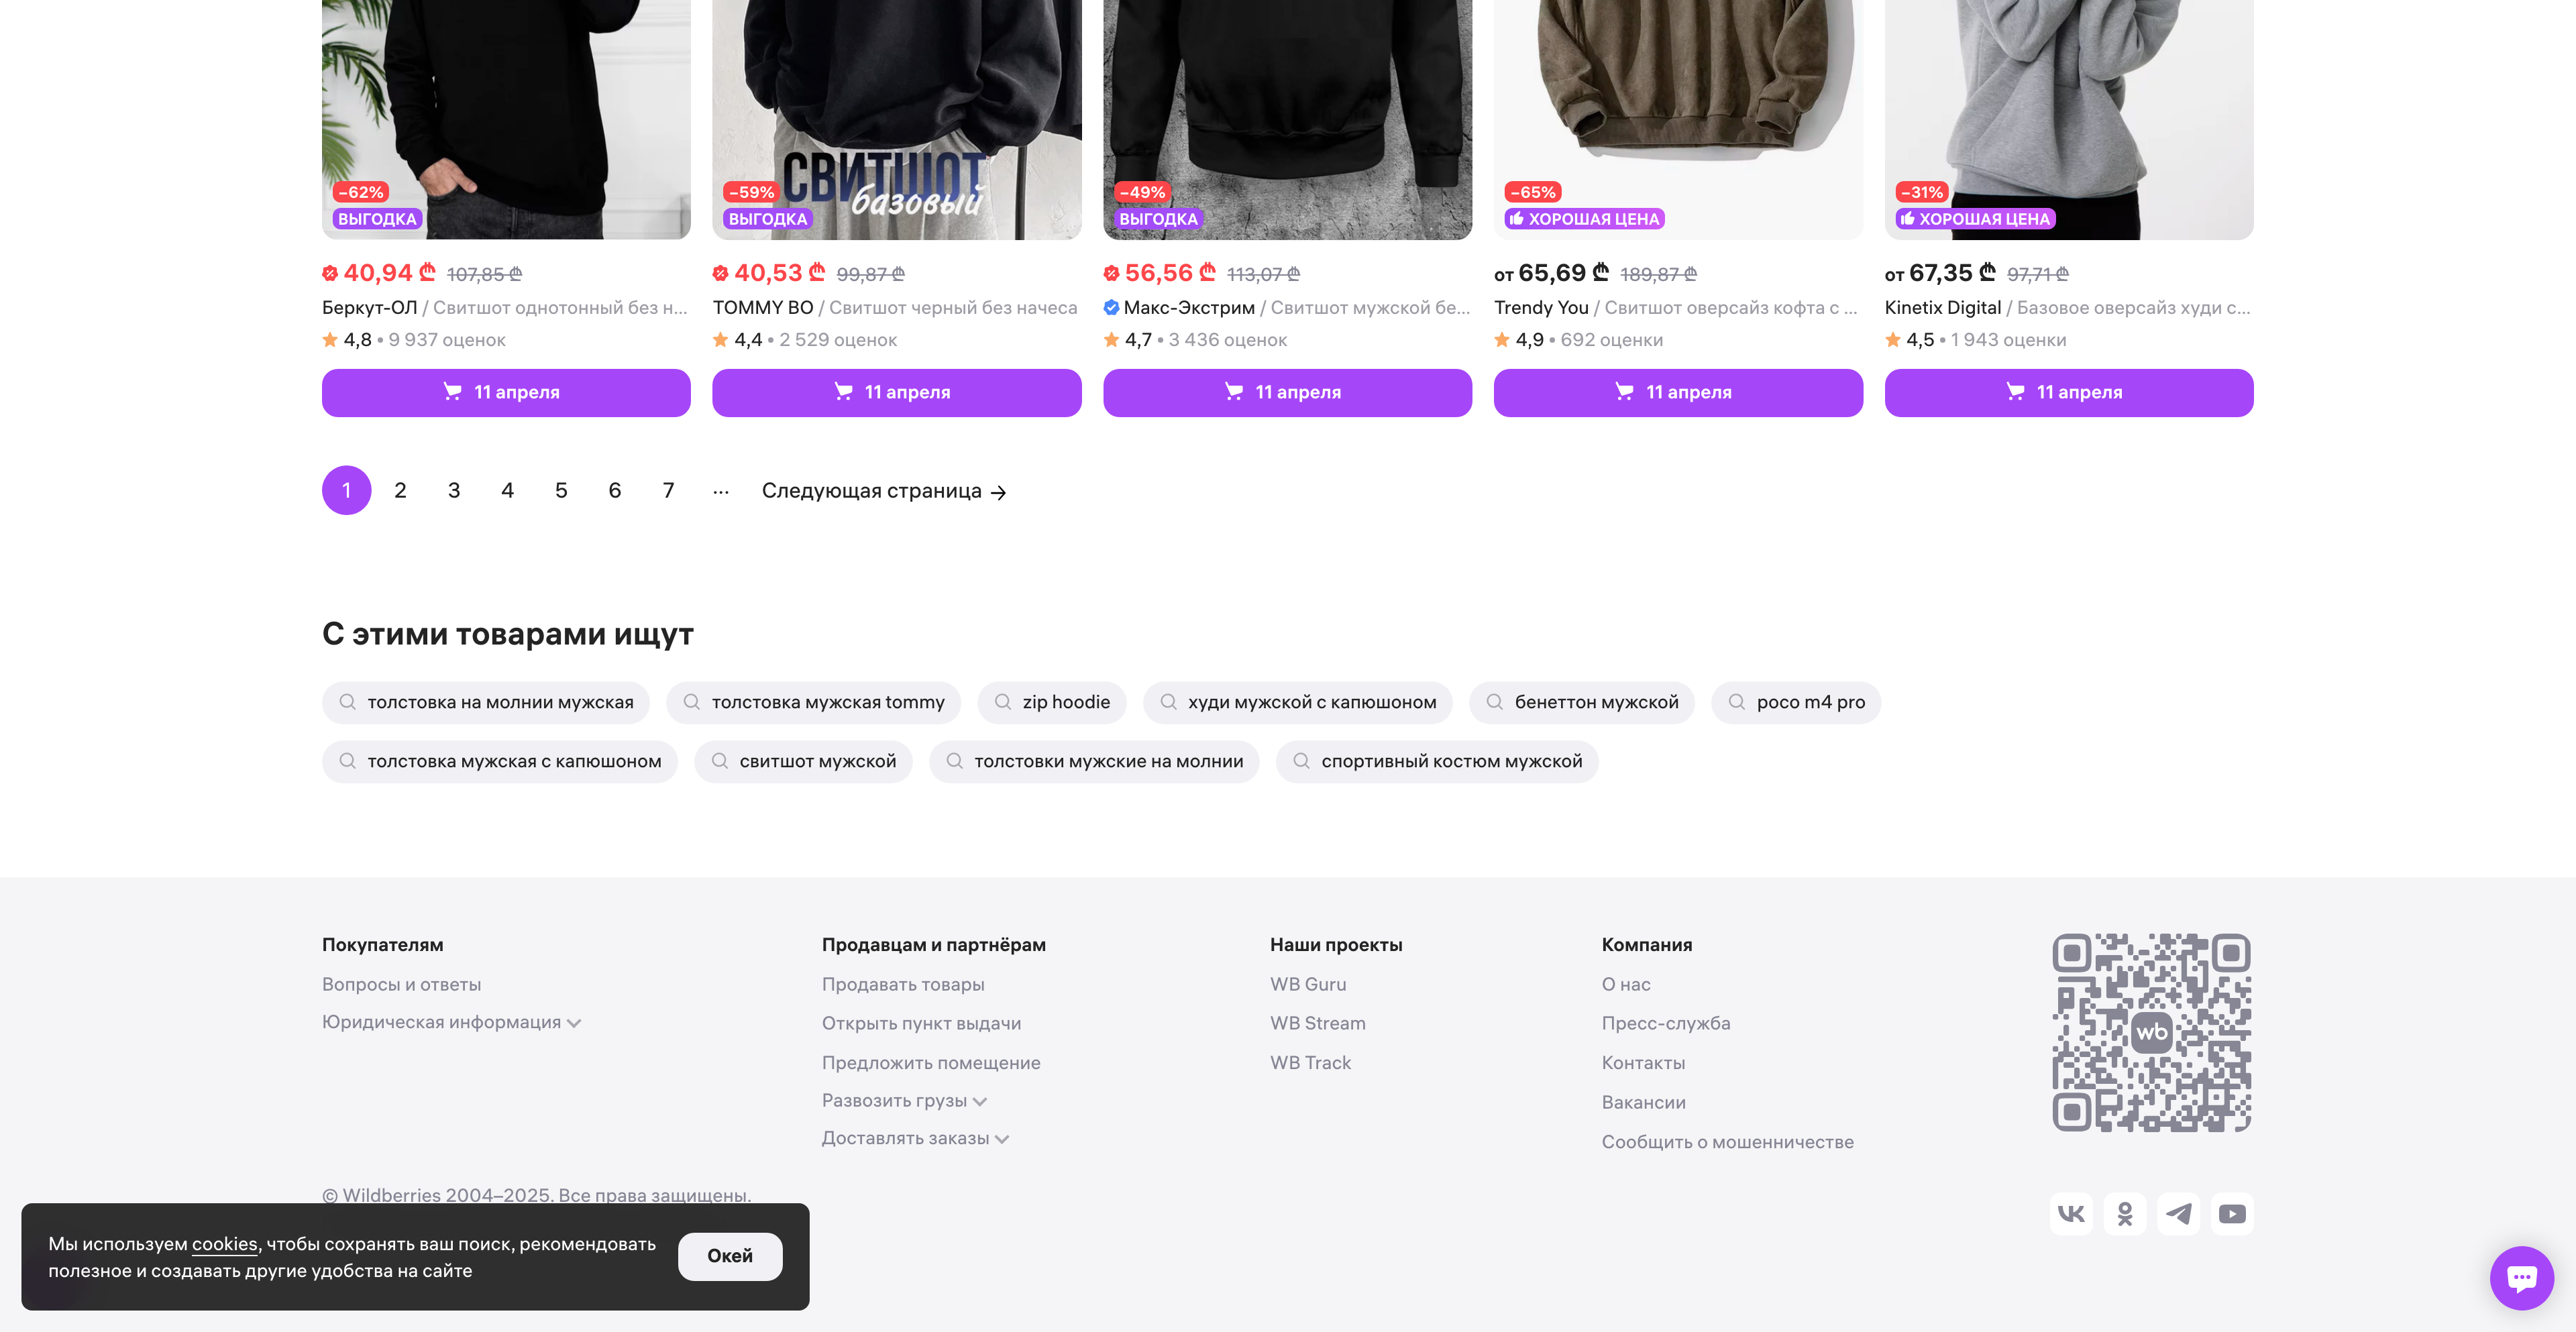 СВИТШОТ
базовый
−62%
ВЫГОДКА
−59%
ВЫГОДКА
−49%
ВЫГОДКА
−65%
ХОРОШАЯ ЦЕНА
−31%
ХОРОШАЯ ЦЕНА
40,94 ₾ 107,85 ₾
Беркут-ОЛ / Свитшот однотонный без н...
4,8 • 9 937 оценок
11 апреля
40,53 ₾ 99,87 ₾
TOMMY BO / Свитшот черный без начеса
4,4 • 2 529 оценок
11 апреля
56,56 ₾ 113,07 ₾
Макс-Экстрим / Свитшот мужской бе...
4,7 • 3 436 оценок
11 апреля
от 65,69 ₾ 189,87 ₾
Trendy You / Свитшот оверсайз кофта с ...
4,9 • 692 оценки
11 апреля
от 67,35 ₾ 97,71 ₾
Kinetix Digital / Базовое оверсайз худи с...
4,5 • 1 943 оценки
11 апреля
1 2 3 4 5 6 7 ... Следующая страница →
С этими товарами ищут
толстовка на молнии мужская
толстовка мужская tommy
zip hoodie
худи мужской с капюшоном
бенеттон мужской
poco m4 pro
толстовка мужская с капюшоном
свитшот мужской
толстовки мужские на молнии
спортивный костюм мужской
Покупателям
Вопросы и ответы
Юридическая информация
Продавцам и партнёрам
Продавать товары
Открыть пункт выдачи
Предложить помещение
Развозить грузы
Доставлять заказы
Наши проекты
WB Guru
WB Stream
WB Track
Компания
О нас
Пресс-служба
Контакты
Вакансии
Сообщить о мошенничестве
wb
© Wildberries 2004–2025. Все права защищены.
Мы используем cookies, чтобы сохранять ваш поиск, рекомендовать
полезное и создавать другие удобства на сайте
Окей